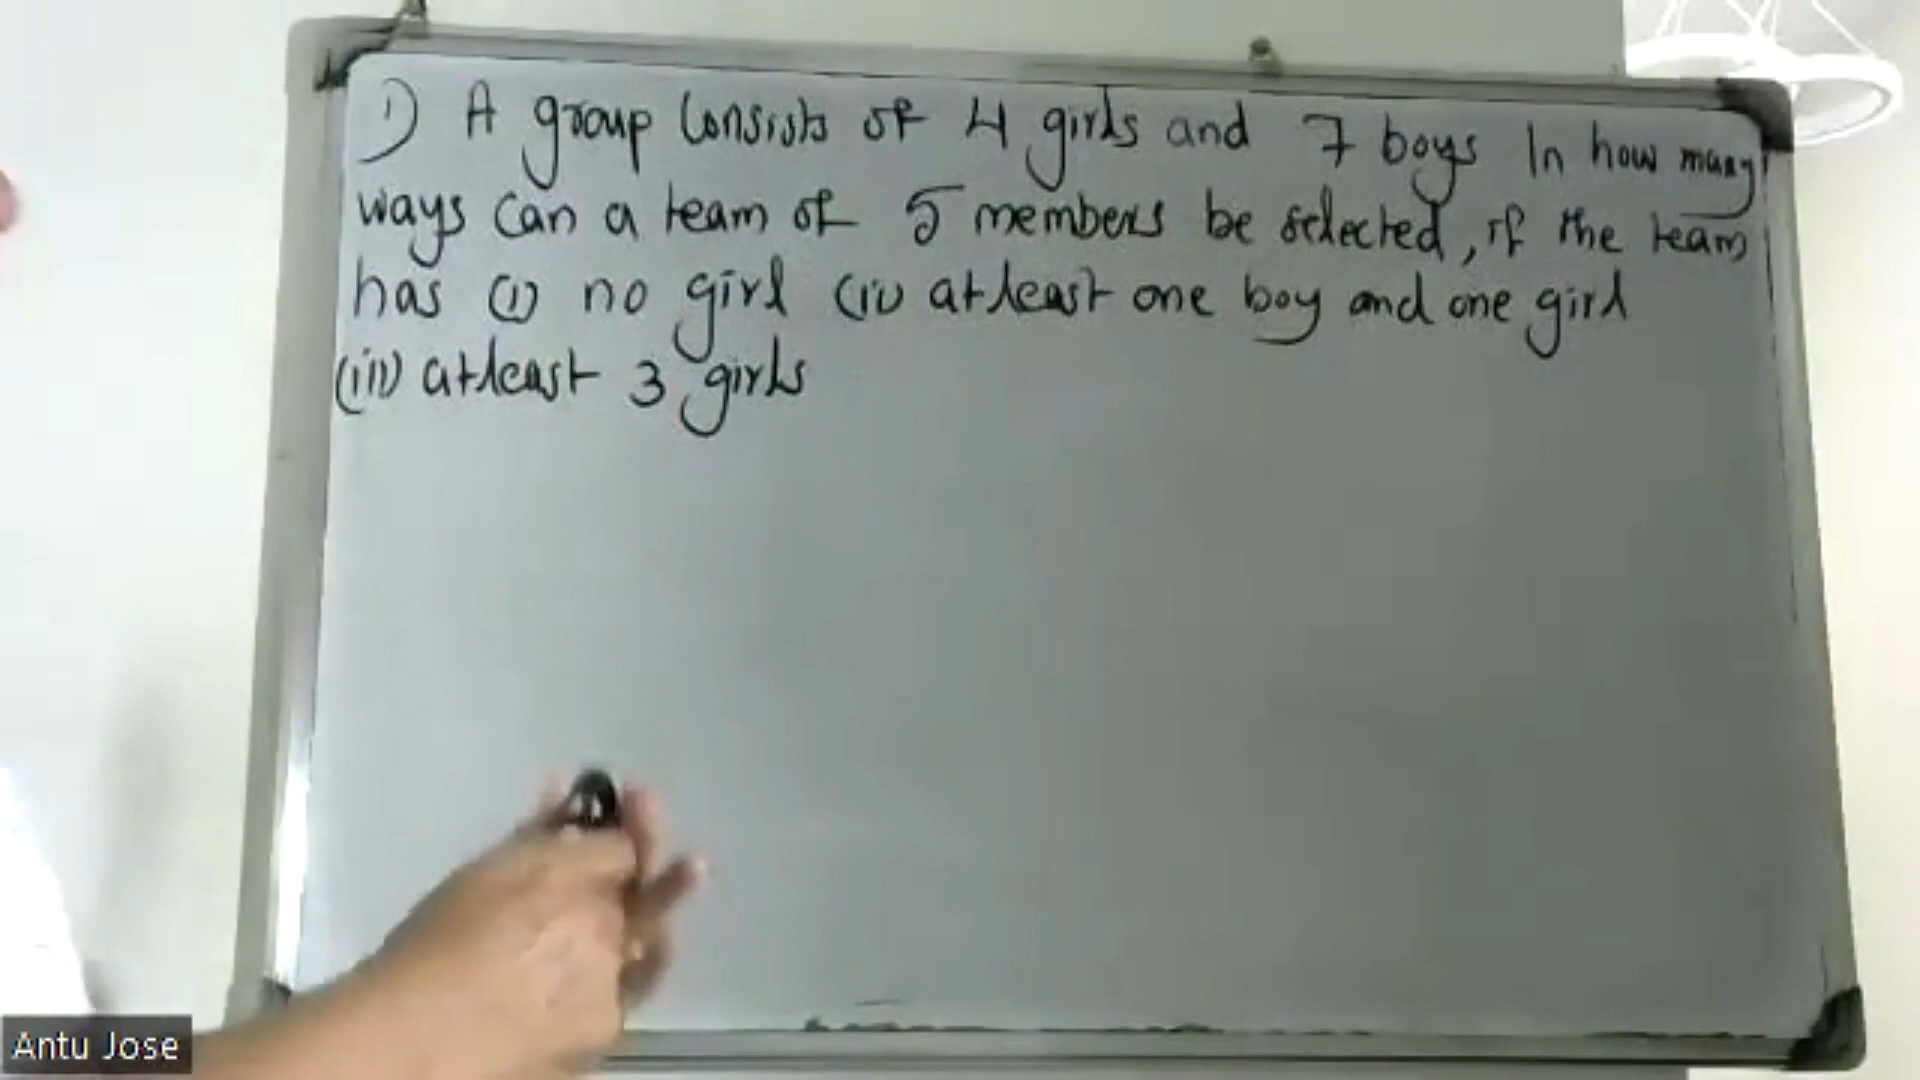 1) A group consists of 4 girls and 7 boys In how many
ways can a team of 5 members be selected, if the team
has (i) no girl (ii) atleast one boy and one girl
(iii) atleast 3 girls
Antu Jose